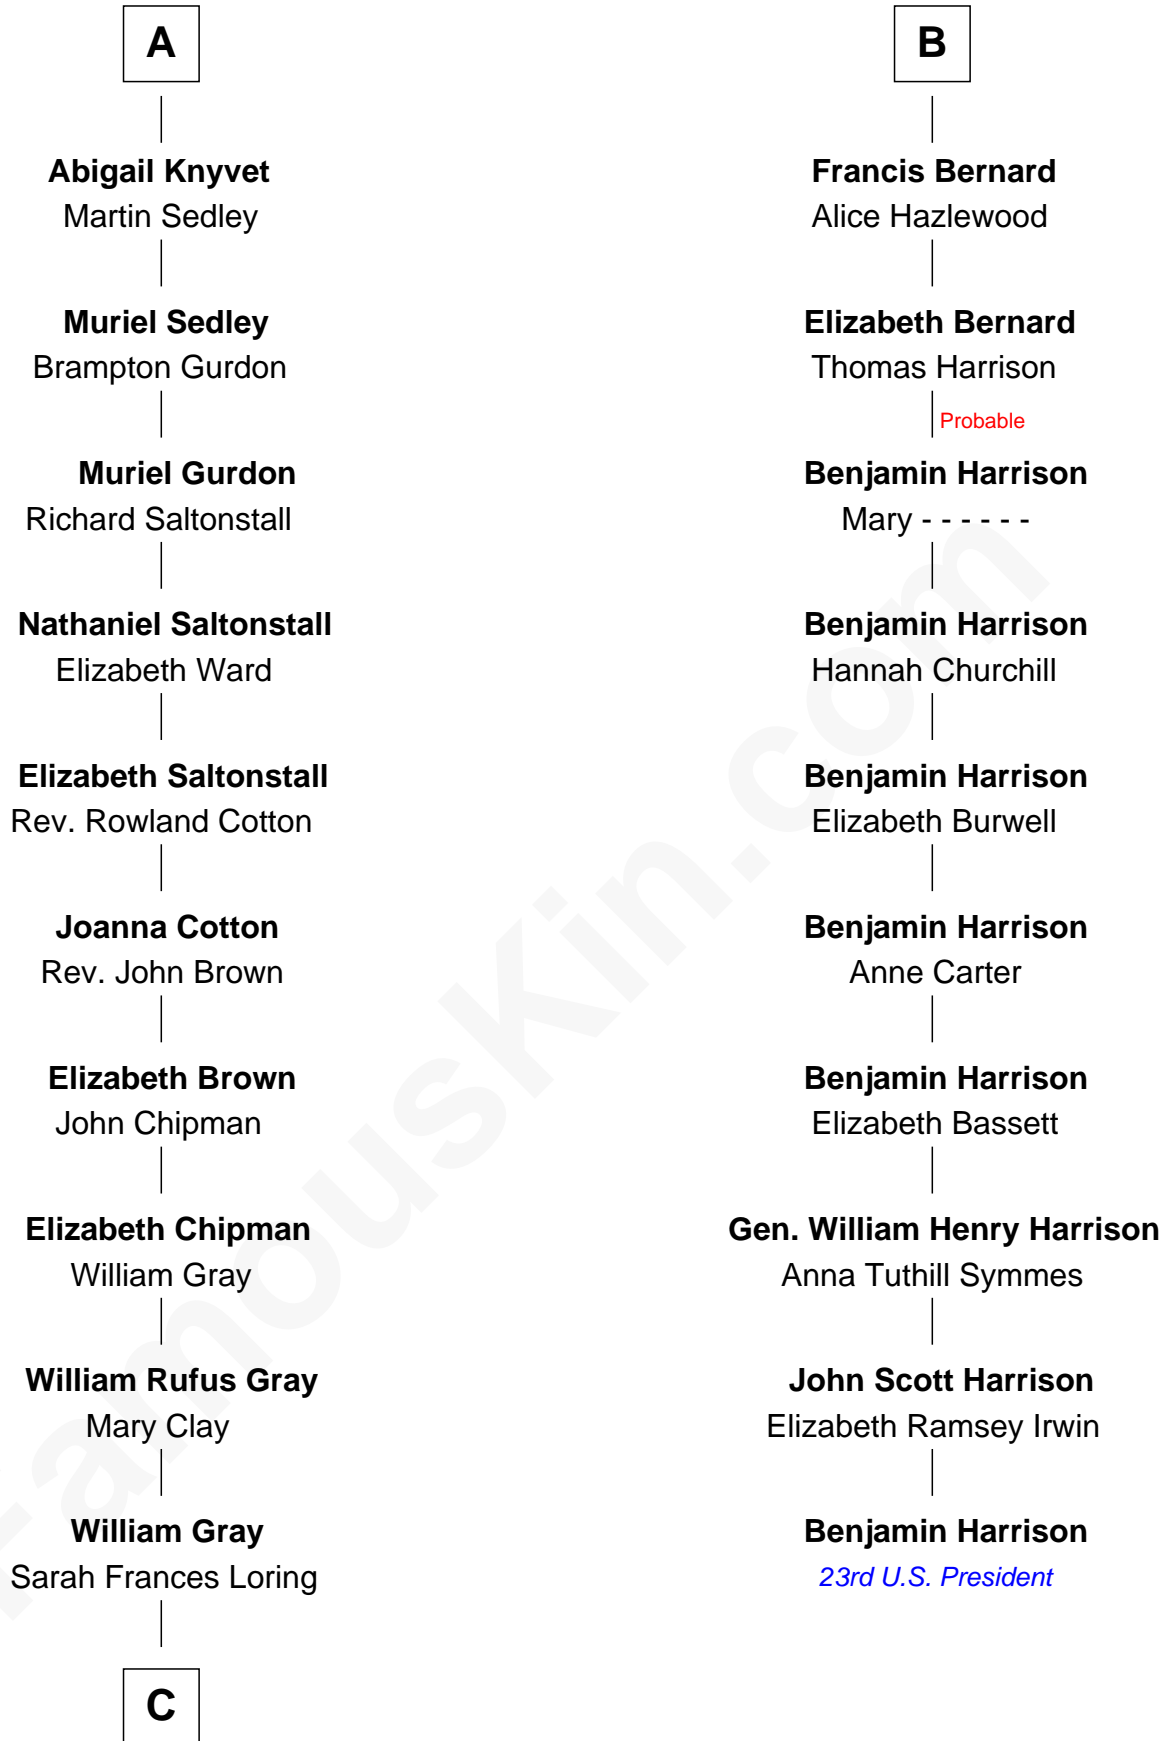 A
Abigail Knyvet
Martin Sedley
Muriel Sedley
Brampton Gurdon
Muriel Gurdon
Richard Saltonstall
Nathaniel Saltonstall
Elizabeth Ward
Elizabeth Saltonstall
Rev. Rowland Cotton
Joanna Cotton
Rev. John Brown
Elizabeth Brown
John Chipman
Elizabeth Chipman
William Gray
William Rufus Gray
Mary Clay
William Gray
Sarah Frances Loring
C
B
Francis Bernard
Alice Hazlewood
Elizabeth Bernard
Thomas Harrison
Probable
Benjamin Harrison
Mary - - - - - -
Benjamin Harrison
Hannah Churchill
Benjamin Harrison
Elizabeth Burwell
Benjamin Harrison
Anne Carter
Benjamin Harrison
Elizabeth Bassett
Gen. William Henry Harrison
Anna Tuthill Symmes
John Scott Harrison
Elizabeth Ramsey Irwin
Benjamin Harrison
23rd U.S. President
FamousKin.com